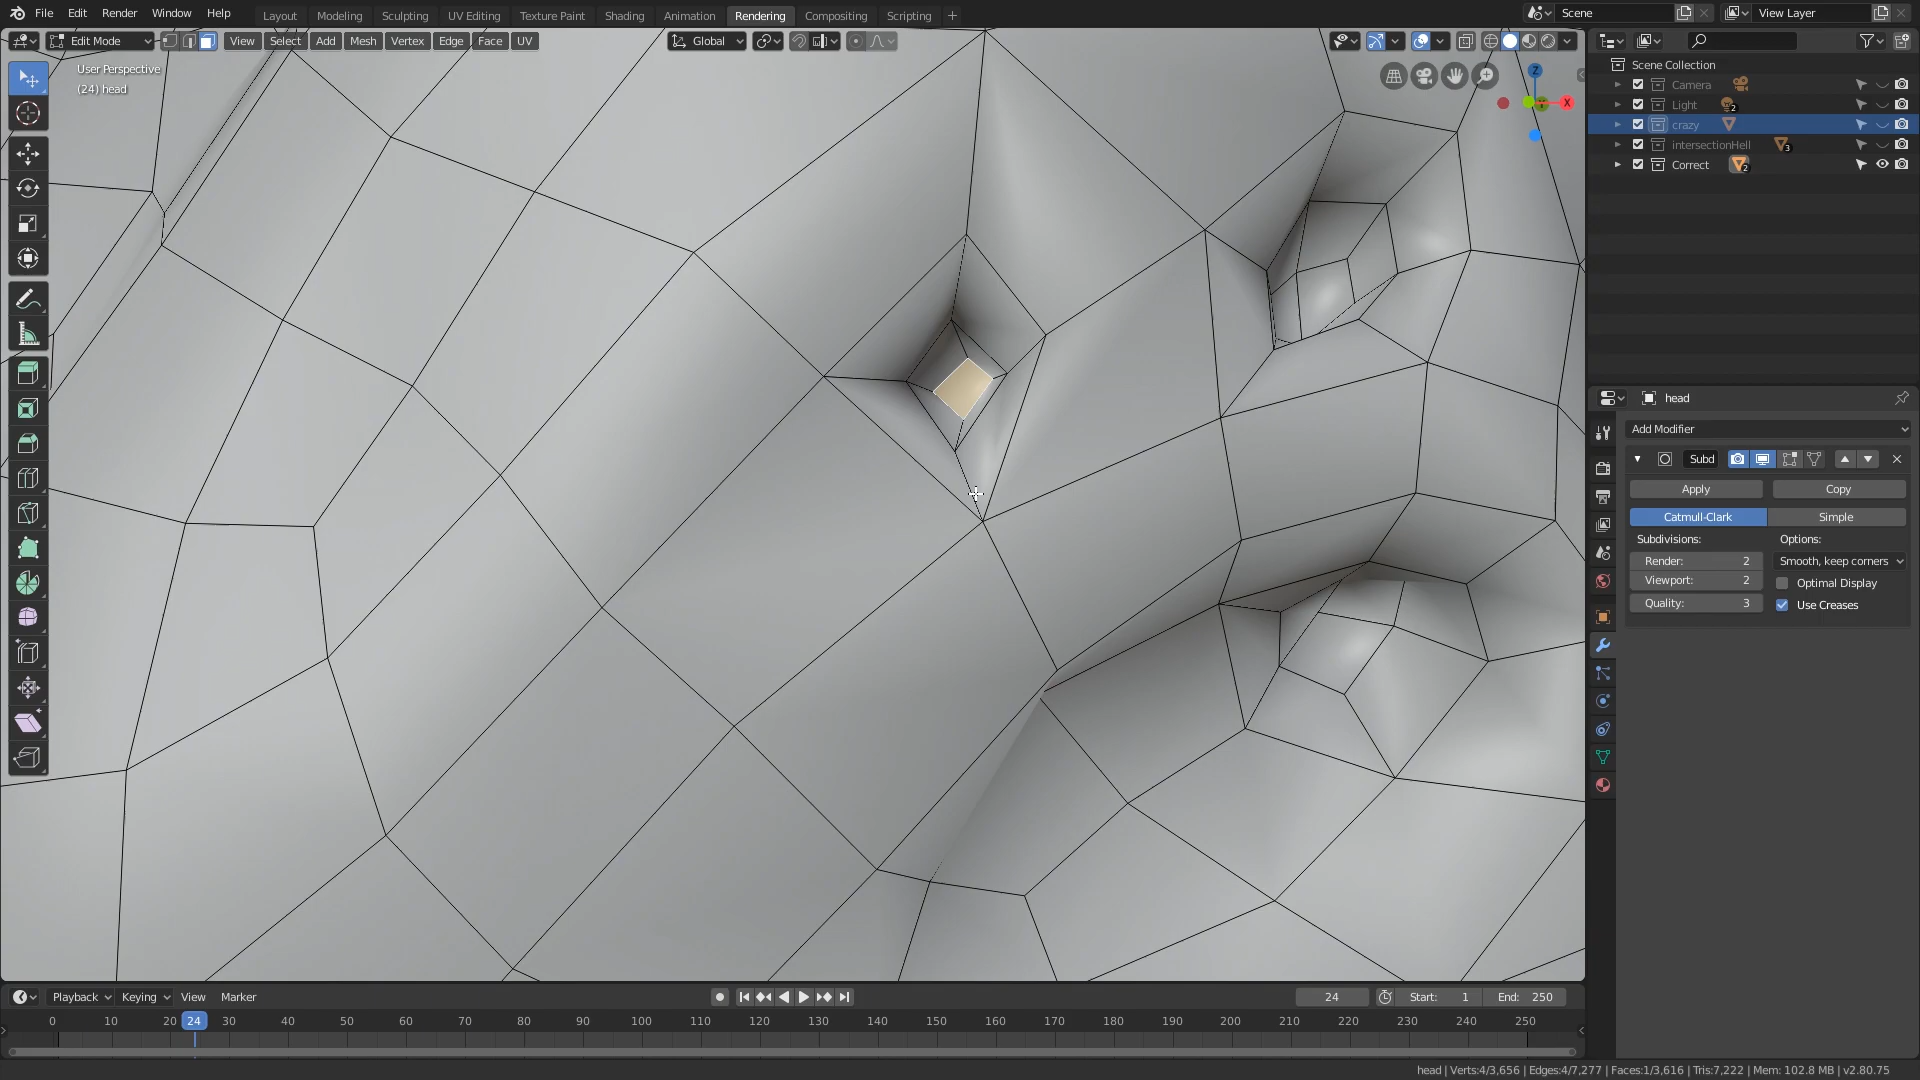 File Edit Render Window Help Layout Modeling Sculpting UV Editing Texture Paint Shading Animation Rendering Compositing Scripting + Scene View Layer
Edit Mode View Select Add Mesh Vertex Edge Face UV Global
User Perspective
(24) head
Z
X
Scene Collection
Camera
Light 2
crazy
intersectionHell 3
Correct 2
head
Add Modifier
Subd
Apply Copy
Catmull-Clark Simple
Subdivisions: Options:
Render: 2 Smooth, keep corners
Viewport: 2 Optimal Display
Quality: 3 Use Creases
Playback Keying View Marker 24 Start: 1 End: 250
0 10 20 24 30 40 50 60 70 80 90 100 110 120 130 140 150 160 170 180 190 200 210 220 230 240 250
head | Verts:4/3,656 | Edges:4/7,277 | Faces:1/3,616 | Tris:7,222 | Mem: 102.8 MB | v2.80.75